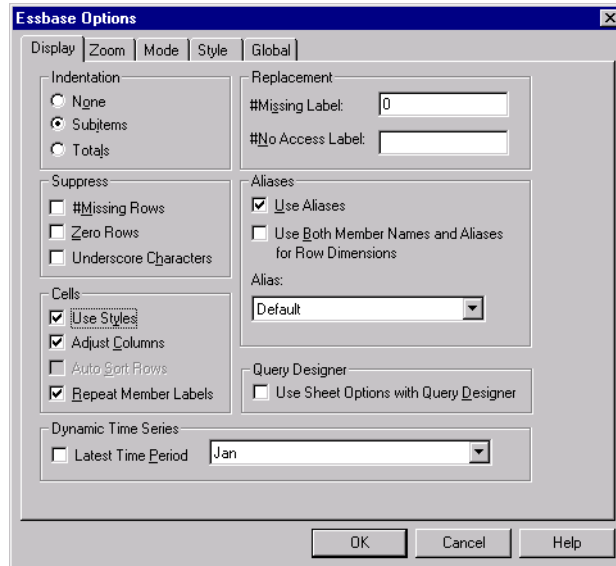 Essbase Options
Display Zoom Mode Style Global
Indentation
None
Subitems
Totals
Replacement
#Missing Label: 0
#No Access Label:
Suppress
#Missing Rows
Zero Rows
Underscore Characters
Aliases
Use Aliases
Use Both Member Names and Aliases
for Row Dimensions
Alias:
Default
Cells
Use Styles
Adjust Columns
Auto Sort Rows
Repeat Member Labels
Query Designer
Use Sheet Options with Query Designer
Dynamic Time Series
Latest Time Period Jan
OK Cancel Help